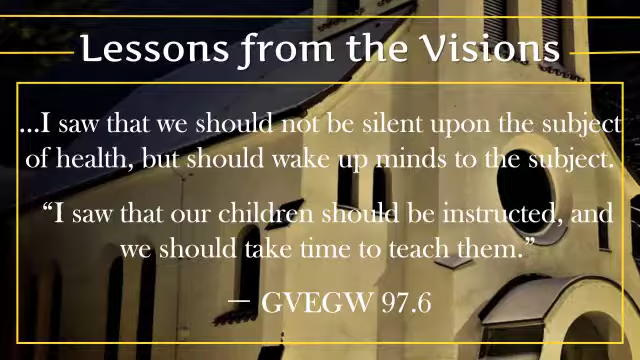 Lessons from the Visions
...I saw that we should not be silent upon the subject
of health, but should wake up minds to the subject.
“I saw that our children should be instructed, and
we should take time to teach them.”
— GVEGW 97.6